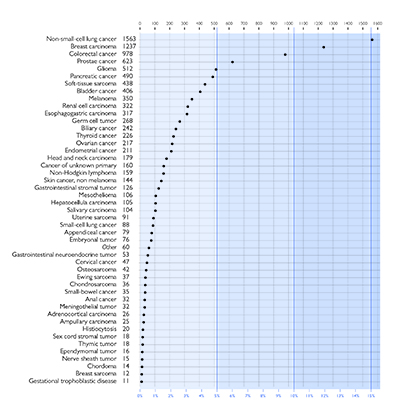 0 100 200 300 400 500 600 700 800 900 1000 1100 1200 1300 1400 1500 1600
Non-small-cell lung cancer 1563
Breast carcinoma 1237
Colorectal cancer 978
Prostae cancer 623
Glioma 512
Pancreatic cancer 490
Soft-tissue sarcoma 438
Bladder cancer 406
Melanoma 350
Renal cell carcinoma 322
Esophagogastric carcinoma 317
Germ cell tumor 268
Biliary cancer 242
Thyroid cancer 226
Ovarian cancer 217
Endometrial cancer 211
Head and neck carcinoma 179
Cancer of unknown primary 160
Non-Hodgkin lymphoma 159
Skin cancer, non melanoma 144
Gastrointestinal stromal tumor 126
Mesothelioma 106
Hepatocellula carcinoma 105
Salivary carcinoma 104
Uterine sarcoma 91
Small-cell lung cancer 88
Appendiceal cancer 79
Embryonal tumor 76
Other 60
Gastrointestinal neuroendocrine tumor 53
Cervical cancer 47
Osteosarcoma 42
Ewing sarcoma 37
Chondrosarcoma 36
Small-bowel cancer 35
Anal cancer 32
Meningothelial tumor 32
Adrenocortical carcinoma 26
Ampullary carcinoma 25
Histiocytosis 20
Sex cord stromal tumor 18
Thymic tumor 18
Ependymomal tumor 16
Nerve sheath tumor 15
Chordoma 14
Breast sarcoma 12
Gestational trophoblastic disease 11
0% 1% 2% 3% 4% 5% 6% 7% 8% 9% 10% 11% 12% 13% 14% 15%